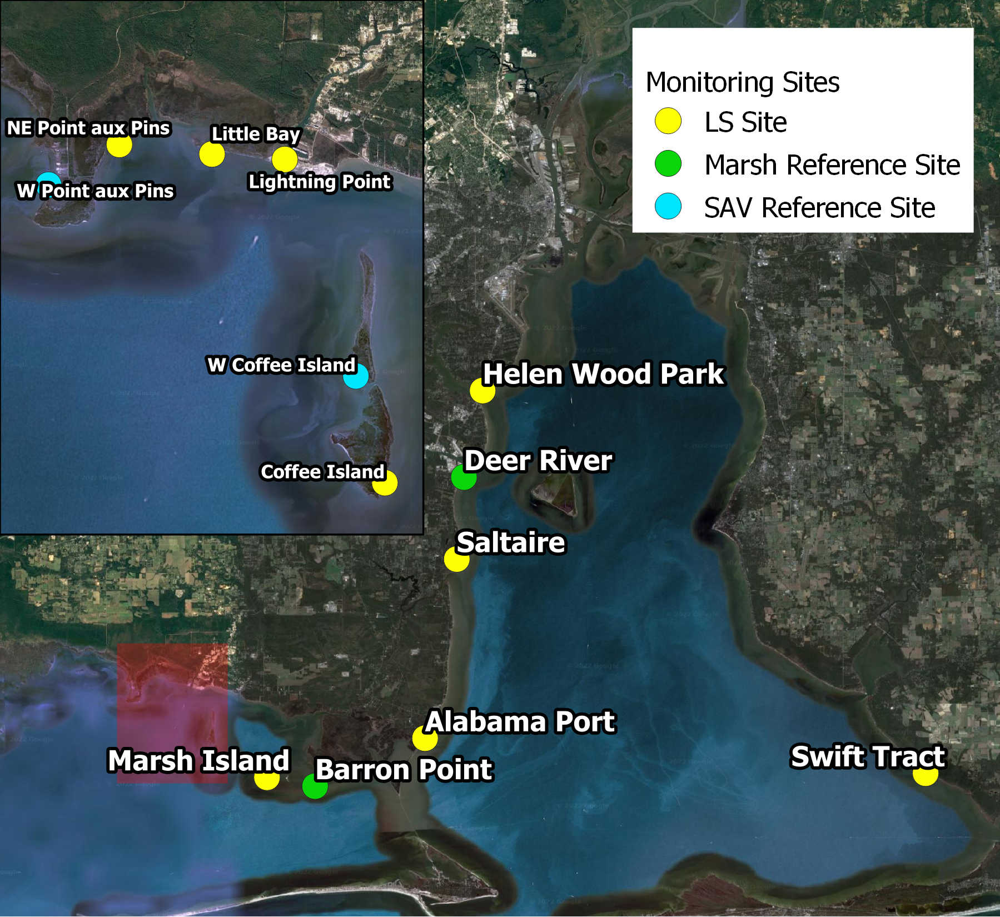 Monitoring Sites
LS Site
Marsh Reference Site
SAV Reference Site
NE Point aux Pins
Little Bay
Lightning Point
W Point aux Pins
© 2022 Google
W Coffee Island
Coffee Island
Helen Wood Park
Deer River
Saltaire
Alabama Port
Marsh Island
Barron Point
Swift Tract